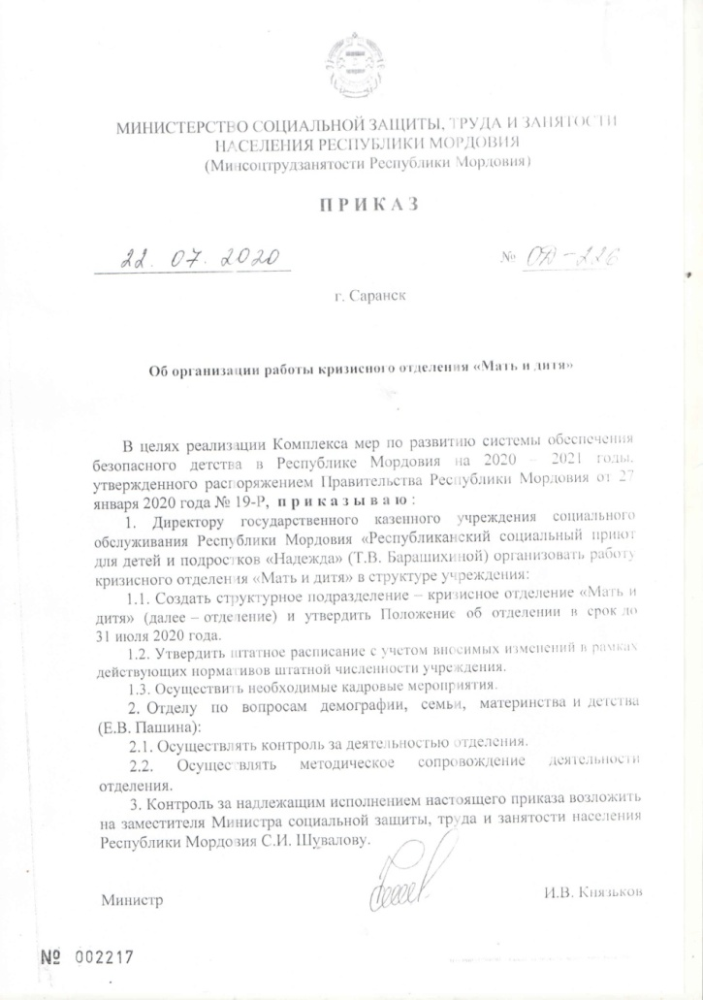 МИНИСТЕРСТВО СОЦИАЛЬНОЙ ЗАЩИТЫ, ТРУДА И ЗАНЯТОСТИ
НАСЕЛЕНИЯ РЕСПУБЛИКИ МОРДОВИЯ
(Минсоцтрудзанятости Республики Мордовия)
П Р И К А З
22. 07. 2020 № ОД-226
г. Саранск
Об организации работы кризисного отделения «Мать и дитя»
В целях реализации Комплекса мер по развитию системы обеспечения
безопасного детства в Республике Мордовия на 2020 – 2021 годы,
утвержденного распоряжением Правительства Республики Мордовия от 27
января 2020 года № 19-Р, п р и к а з ы в а ю :
1. Директору государственного казенного учреждения социального
обслуживания Республики Мордовия «Республиканский социальный приют
для детей и подростков «Надежда» (Т.В. Барашихиной) организовать работу
кризисного отделения «Мать и дитя» в структуре учреждения:
1.1. Создать структурное подразделение – кризисное отделение «Мать и
дитя» (далее – отделение) и утвердить Положение об отделении в срок до
31 июля 2020 года.
1.2. Утвердить штатное расписание с учетом вносимых изменений в рамках
действующих нормативов штатной численности учреждения.
1.3. Осуществить необходимые кадровые мероприятия.
2. Отделу по вопросам демографии, семьи, материнства и детства
(Е.В. Пашина):
2.1. Осуществлять контроль за деятельностью отделения.
2.2. Осуществлять методическое сопровождение деятельности
отделения.
3. Контроль за надлежащим исполнением настоящего приказа возложить
на заместителя Министра социальной защиты, труда и занятости населения
Республики Мордовия С.И. Шувалову.
Министр И.В. Князьков
№ 002217